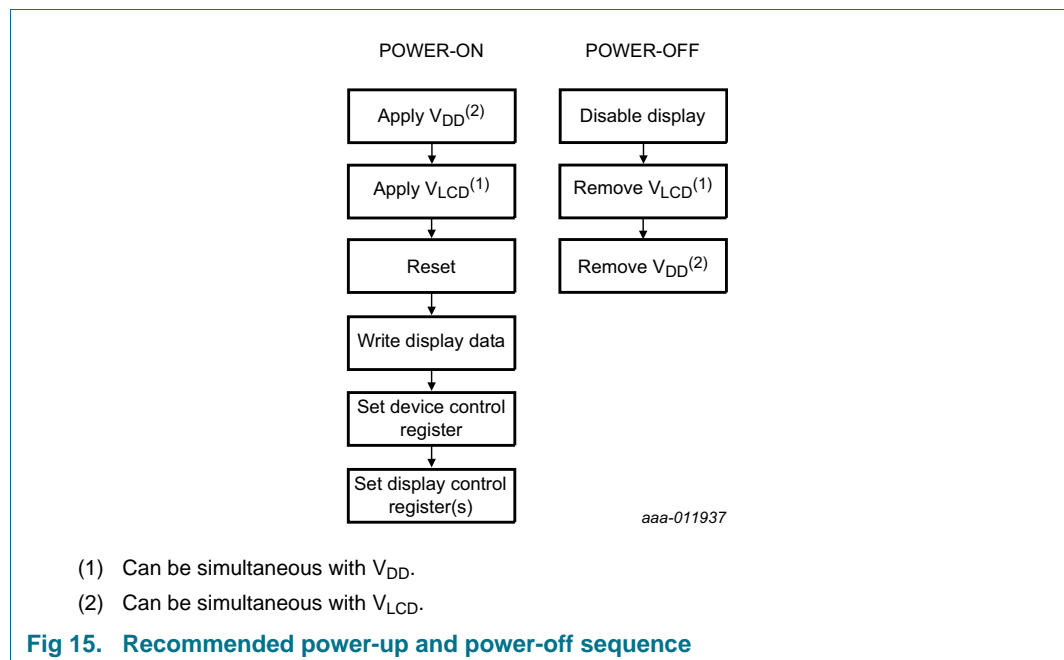 POWER-ON
Apply VDD(2)
Apply VLCD(1)
Reset
Write display data
Set device control
register
Set display control
register(s)
POWER-OFF
Disable display
Remove VLCD(1)
Remove VDD(2)
aaa-011937
(1) Can be simultaneous with VDD.
(2) Can be simultaneous with VLCD.
Fig 15. Recommended power-up and power-off sequence